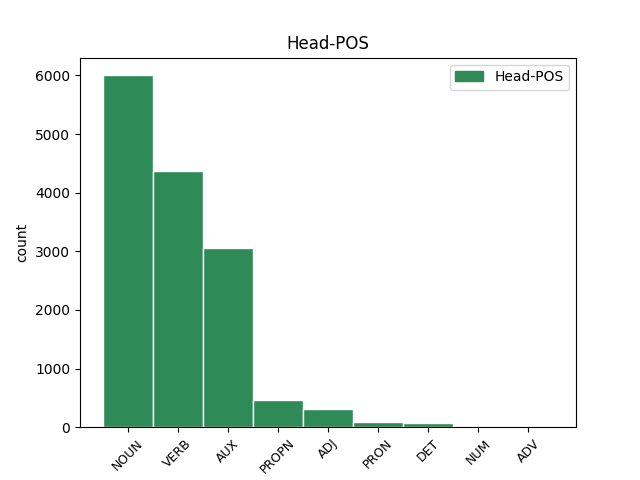 Head-POS
Head-POS
6000
5000
4000
3000
2000
1000
0
count
NOUN
VERB
AUX
PROPN
ADJ
PRON
DET
NUM
ADV